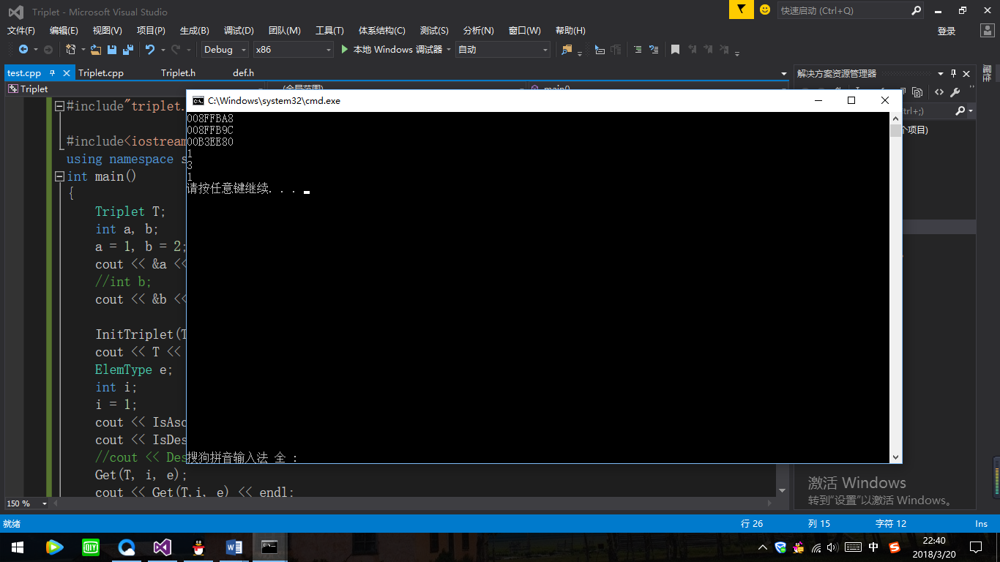 Triplet - Microsoft Visual Studio
快速启动 (Ctrl+Q)
文件(F) 编辑(E) 视图(V) 项目(P) 生成(B) 调试(D) 团队(M) 工具(T) 体系结构(C) 测试(S) 分析(N) 窗口(W) 帮助(H)
登录
Debug x86 本地 Windows 调试器 自动
test.cpp Triplet.cpp Triplet.h def.h
解决方案资源管理器
属性
Triplet (全局范围) main()
C:\Windows\system32\cmd.exe
008FFBA8
008FFB9C
00B3EE80
1
3
1
请按任意键继续. . .
搜狗拼音输入法 全 :
trl+;)
个项目)
#include"triplet.
#include<iostream
using namespace s
int main()
{
Triplet T;
int a, b;
a = 1, b = 2;
cout << &a <<
//int b;
cout << &b <<
InitTriplet(T
cout << T <<
ElemType e;
int i;
i = 1;
cout << IsAsc
cout << IsDes
//cout << Des
Get(T, i, e);
cout << Get(T,i, e) << endl;
150 %
激活 Windows
转到“设置”以激活 Windows。
就绪 行 26 列 15 字符 12 Ins
DIY
中
22:40
2018/3/20